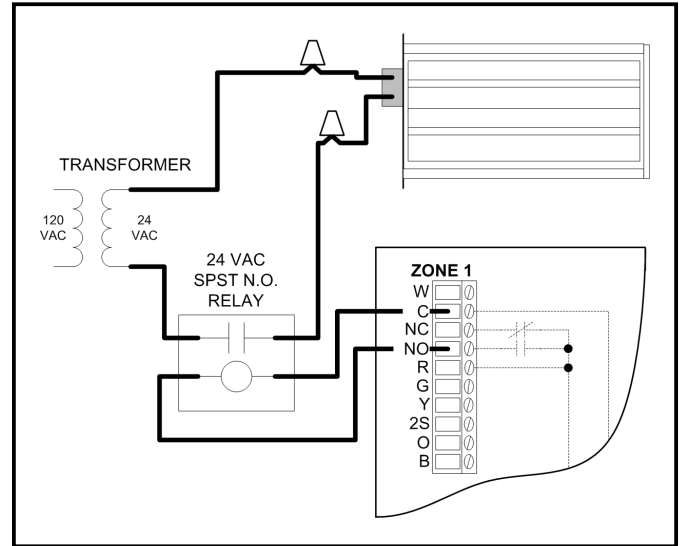 TRANSFORMER
120
VAC
24
VAC
24 VAC
SPST N.O.
RELAY
ZONE 1
W
C
NC
NO
R
G
Y
2S
O
B